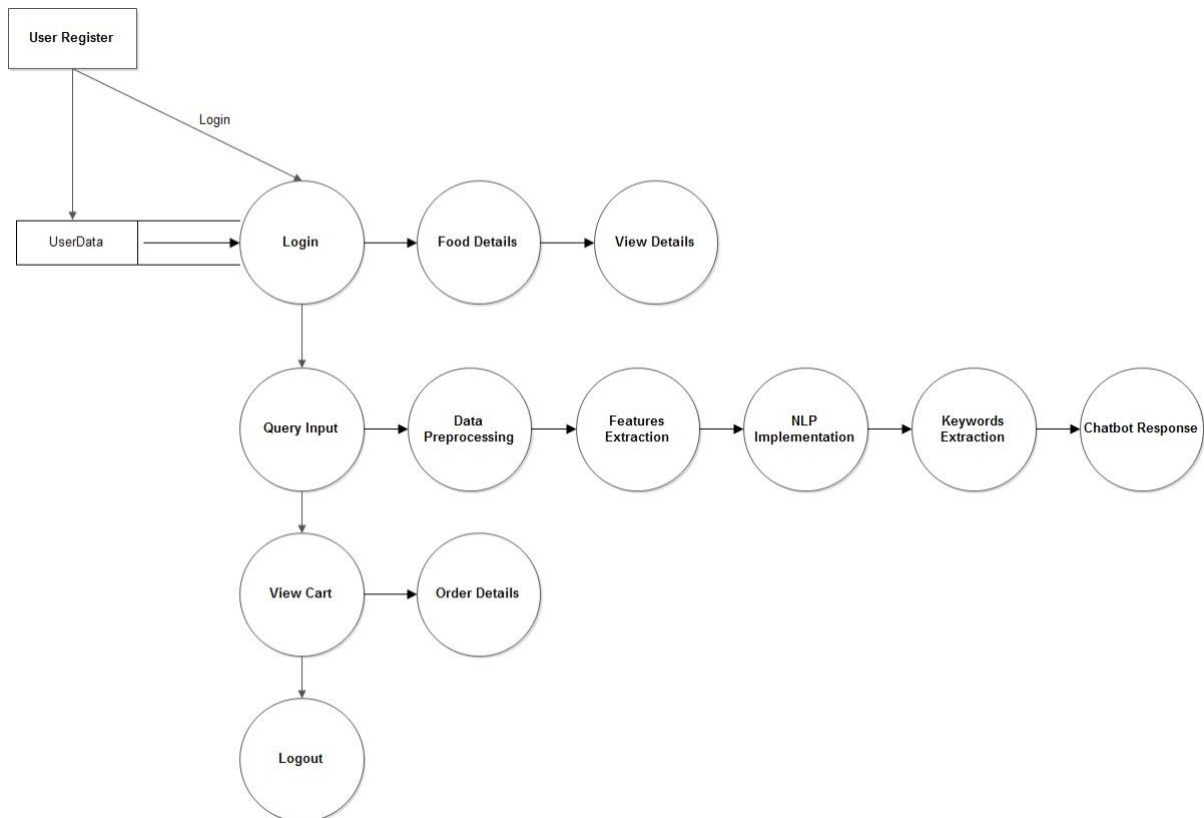 User Register
Login
UserData
Login
Food Details
View Details
Query Input
Data
Preprocessing
Features
Extraction
NLP
Implementation
Keywords
Extraction
Chatbot Response
View Cart
Order Details
Logout